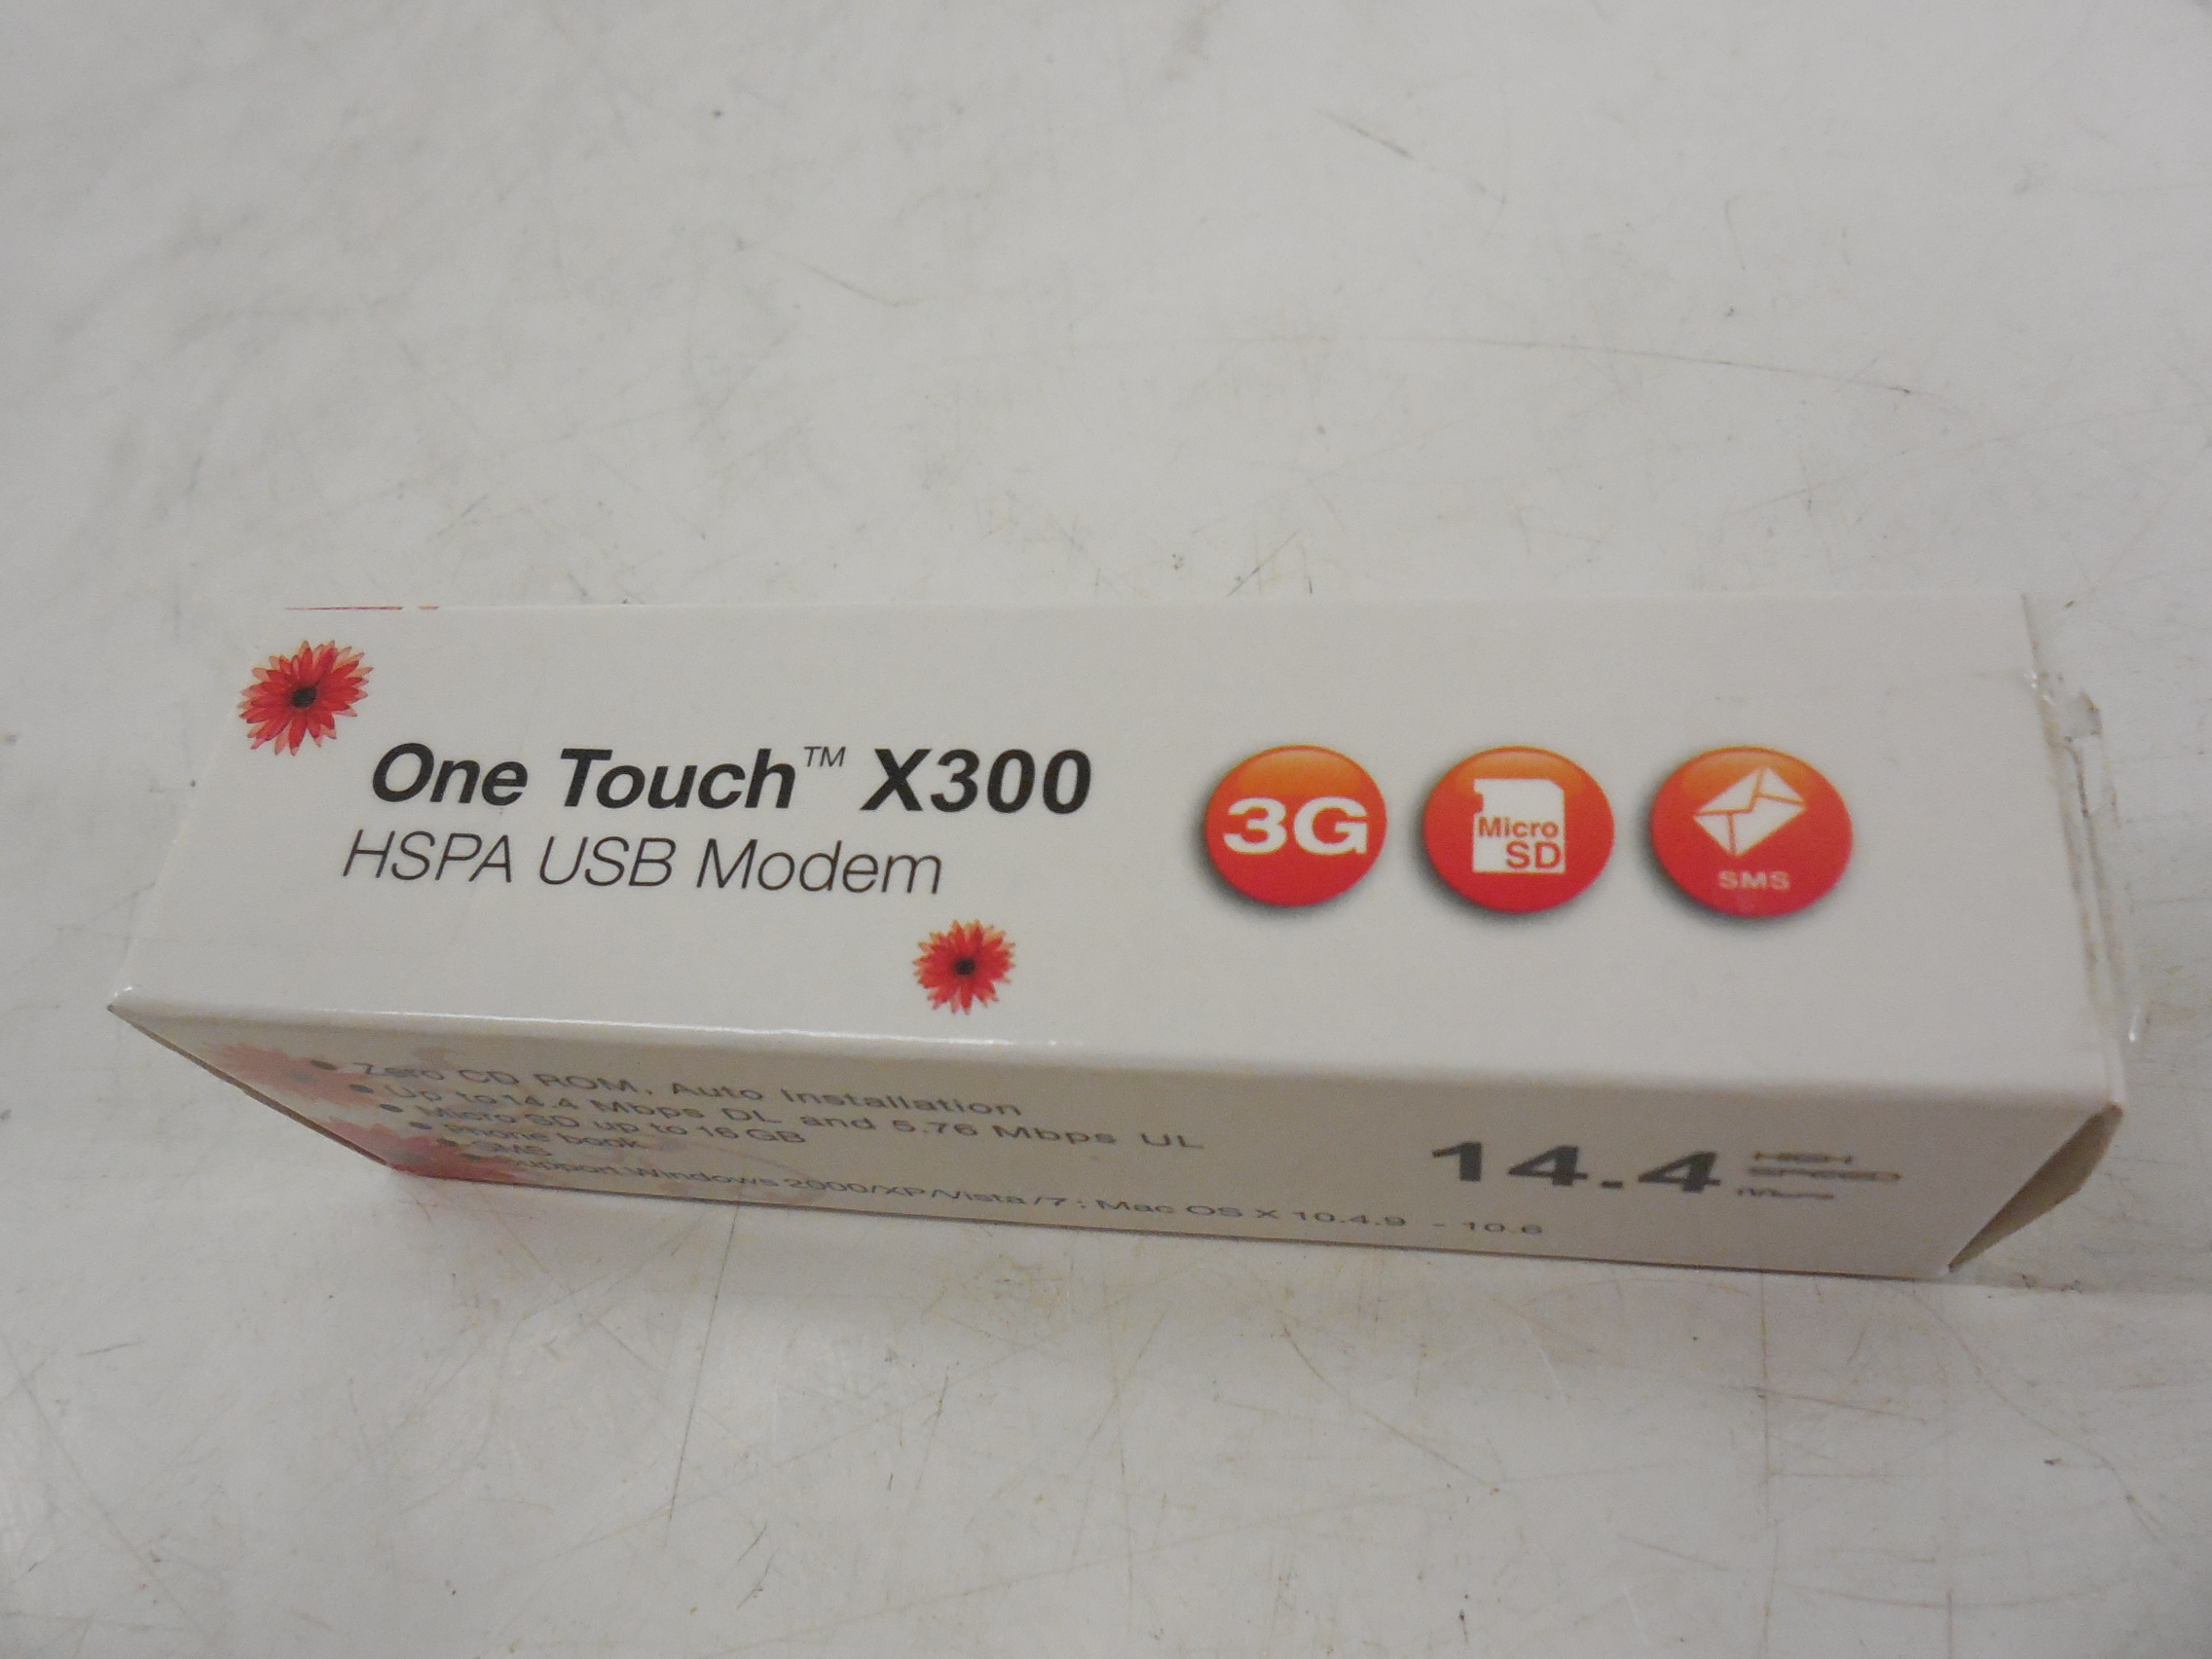 One Touch™ X300
HSPA USB Modem
3G
Micro
SD
SMS
• Zero CD ROM, Auto Installation
• Up to 14.4 Mbps DL and 5.76 Mbps UL
• Micro SD up to 16 GB
• Phone book
• SMS
• Support Windows 2000/XP/Vista/7; Mac OS X 10.4.9 - 10.6
14.4
HIGH
SPEED